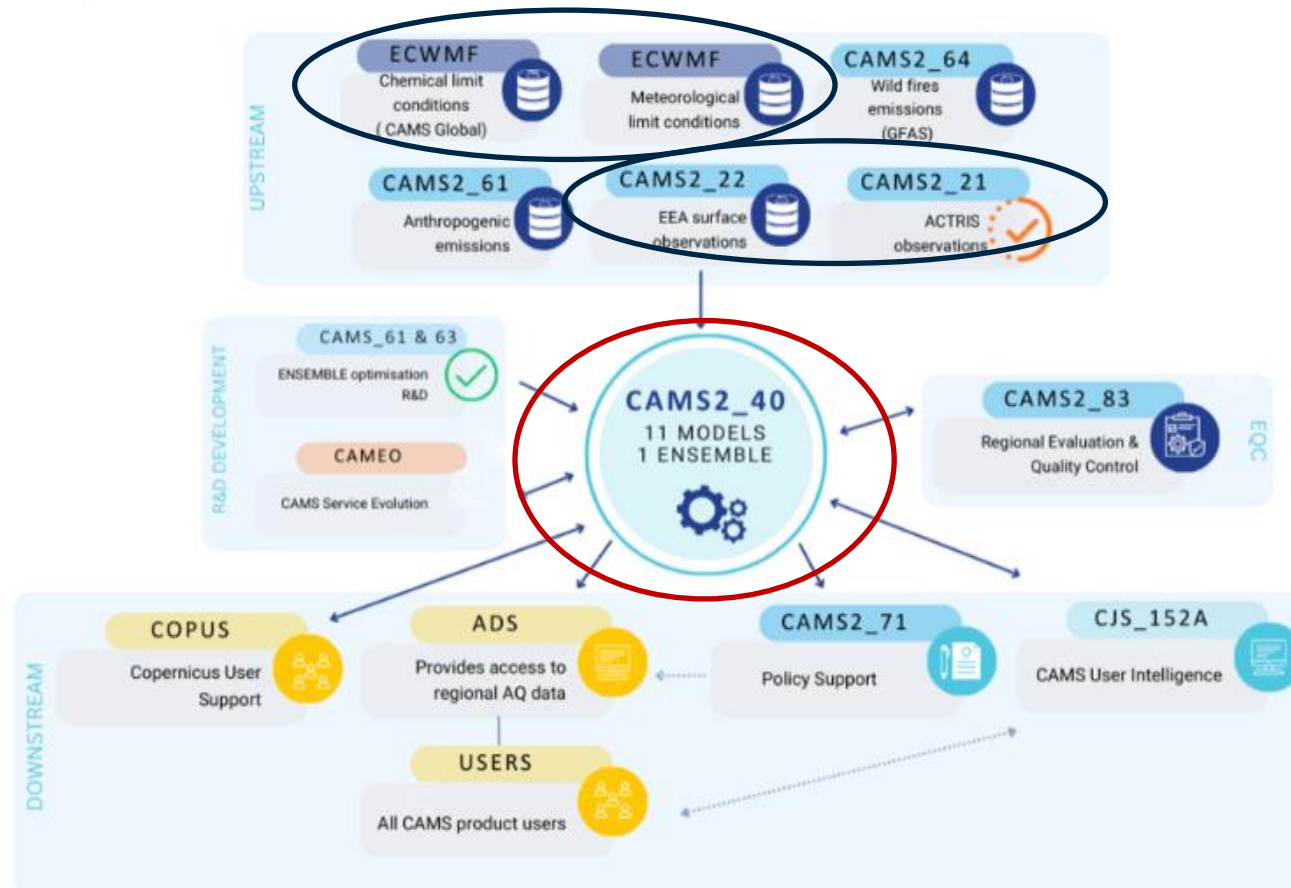 UPSTREAM
ECWMF
Chemical limit
conditions
( CAMS Global)
ECWMF
Meteorological
limit conditions
CAMS2_64
Wild fires
emissions
(GFAS)
CAMS2_61
Anthropogenic
emissions
CAMS2_22
EEA surface
observations
CAMS2_21
ACTRIS
observations
R&D DEVELOPMENT
CAMS_61 & 63
ENSEMBLE optimisation
R&D
CAMEO
CAMS Service Evolution
CAMS2_40
11 MODELS
1 ENSEMBLE
CAMS2_83
Regional Evaluation &
Quality Control
EQC
DOWNSTREAM
COPUS
Copernicus User
Support
ADS
Provides access to
regional AQ data
CAMS2_71
Policy Support
CJS_152A
CAMS User Intelligence
USERS
All CAMS product users